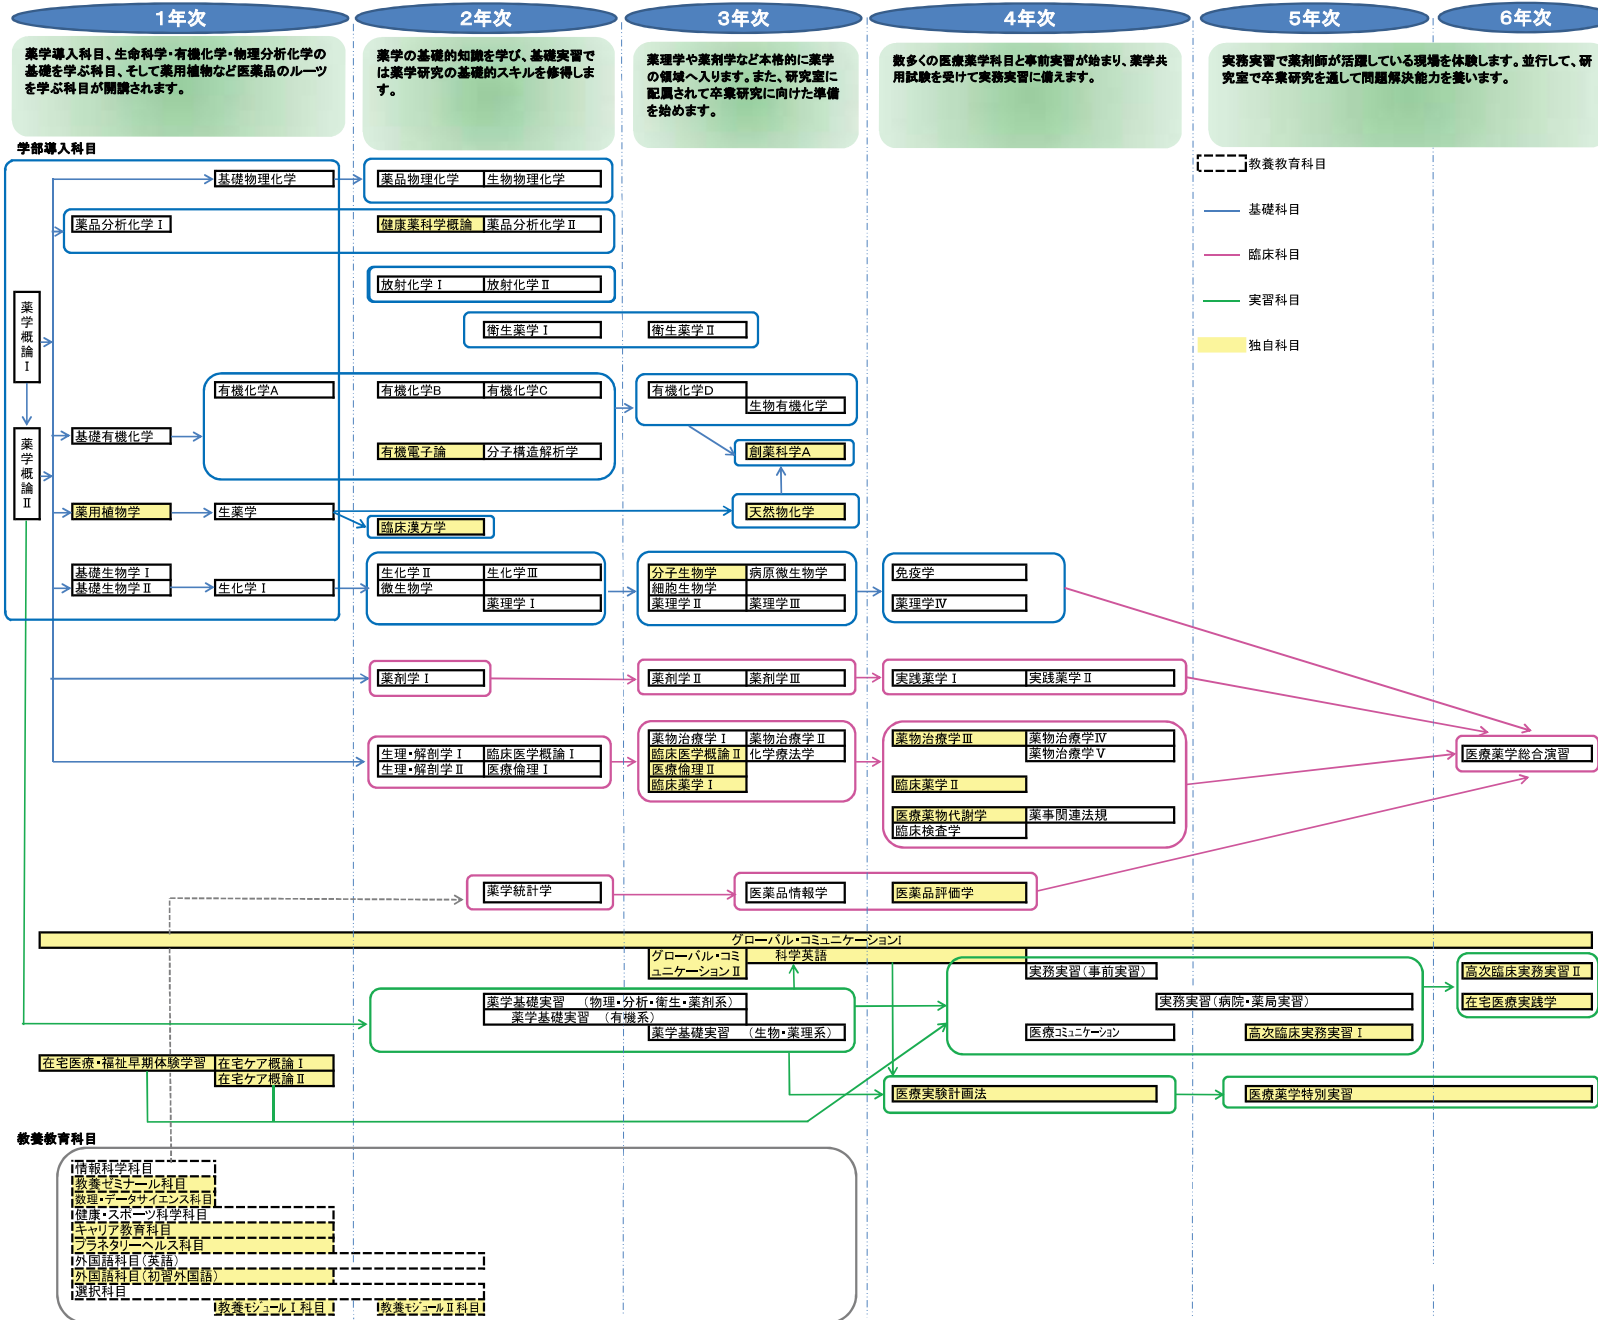 1年次
2年次
3年次
4年次
5年次
6年次
薬学導入科目、生命科学・有機化学・物理分析化学の
基礎を学ぶ科目、そして薬用植物など医薬品のルーツ
を学ぶ科目が開講されます。
薬学の基礎的知識を学び、基礎実習で
は薬学研究の基礎的スキルを修得しま
す。
薬理学や薬剤学など本格的に薬学
の領域へ入ります。また、研究室に
配属されて卒業研究に向けた準備
を始めます。
数多くの医療薬学科目と事前実習が始まり、薬学共
用試験を受けて実務実習に備えます。
実務実習で薬剤師が活躍している現場を体験します。並行して、研
究室で卒業研究を通して問題解決能力を養います。
学部導入科目
教養教育科目
基礎科目
臨床科目
実習科目
独自科目
基礎物理化学
薬品物理化学
生物物理化学
薬品分析化学Ⅰ
健康薬科学概論
薬品分析化学Ⅱ
放射化学Ⅰ
放射化学Ⅱ
衛生薬学Ⅰ
衛生薬学Ⅱ
薬学概論Ⅰ
薬学概論Ⅱ
有機化学A
有機化学B
有機化学C
有機化学D
生物有機化学
基礎有機化学
有機電子論
分子構造解析学
創薬科学A
薬用植物学
生薬学
臨床漢方学
天然物化学
基礎生物学Ⅰ
基礎生物学Ⅱ
生化学Ⅰ
生化学Ⅱ
生化学Ⅲ
微生物学
薬理学Ⅰ
分子生物学
病原微生物学
細胞生物学
薬理学Ⅱ
薬理学Ⅲ
免疫学
薬理学Ⅳ
薬剤学Ⅰ
薬剤学Ⅱ
薬剤学Ⅲ
実践薬学Ⅰ
実践薬学Ⅱ
生理・解剖学Ⅰ
臨床医学概論Ⅰ
生理・解剖学Ⅱ
医療倫理Ⅰ
薬物治療学Ⅰ
薬物治療学Ⅱ
臨床医学概論Ⅱ
化学療法学
医療倫理Ⅱ
臨床薬学Ⅰ
薬物治療学Ⅲ
薬物治療学Ⅳ
薬物治療学Ⅴ
臨床薬学Ⅱ
医療薬物代謝学
薬事関連法規
臨床検査学
医療薬学総合演習
薬学統計学
医薬品情報学
医薬品評価学
グローバル・コミュニケーションⅠ
グローバル・コミ
ュニケーションⅡ
科学英語
実務実習（事前実習）
高次臨床実務実習Ⅱ
薬学基礎実習　（物理・分析・衛生・薬剤系）
実務実習（病院・薬局実習）
在宅医療実践学
薬学基礎実習　（有機系）
薬学基礎実習　（生物・薬理系）
医療コミュニケーション
高次臨床実務実習Ⅰ
在宅医療・福祉早期体験学習
在宅ケア概論Ⅰ
在宅ケア概論Ⅱ
医療実験計画法
医療薬学特別実習
教養教育科目
情報科学科目
教養ゼミナール科目
数理・データサイエンス科目
健康・スポーツ科学科目
キャリア教育科目
プラネタリーヘルス科目
外国語科目（英語）
外国語科目（初習外国語）
選択科目
教養モジュールⅠ科目
教養モジュールⅡ科目